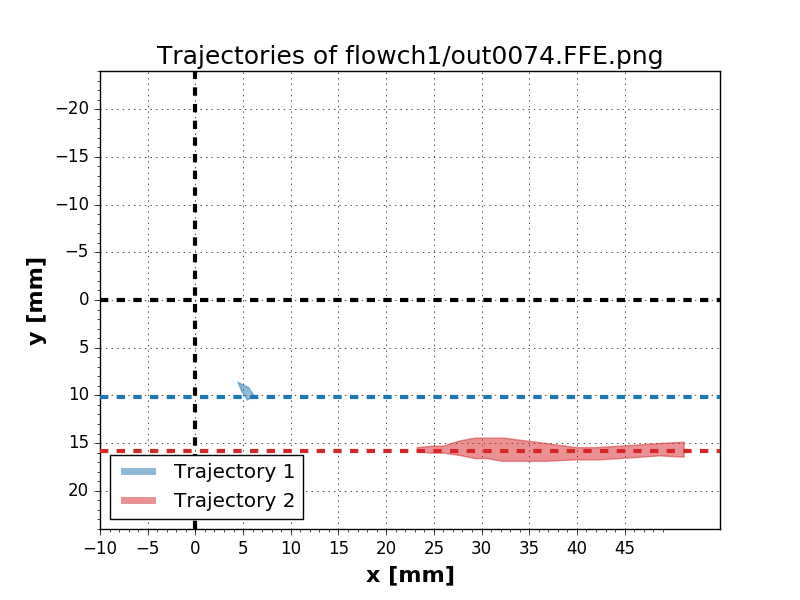 Trajectories of flowch1/out0074.FFE.png
−20
−15
−10
−5
0
5
10
15
20
y [mm]
Trajectory 1
Trajectory 2
−10 −5 0 5 10 15 20 25 30 35 40 45
x [mm]